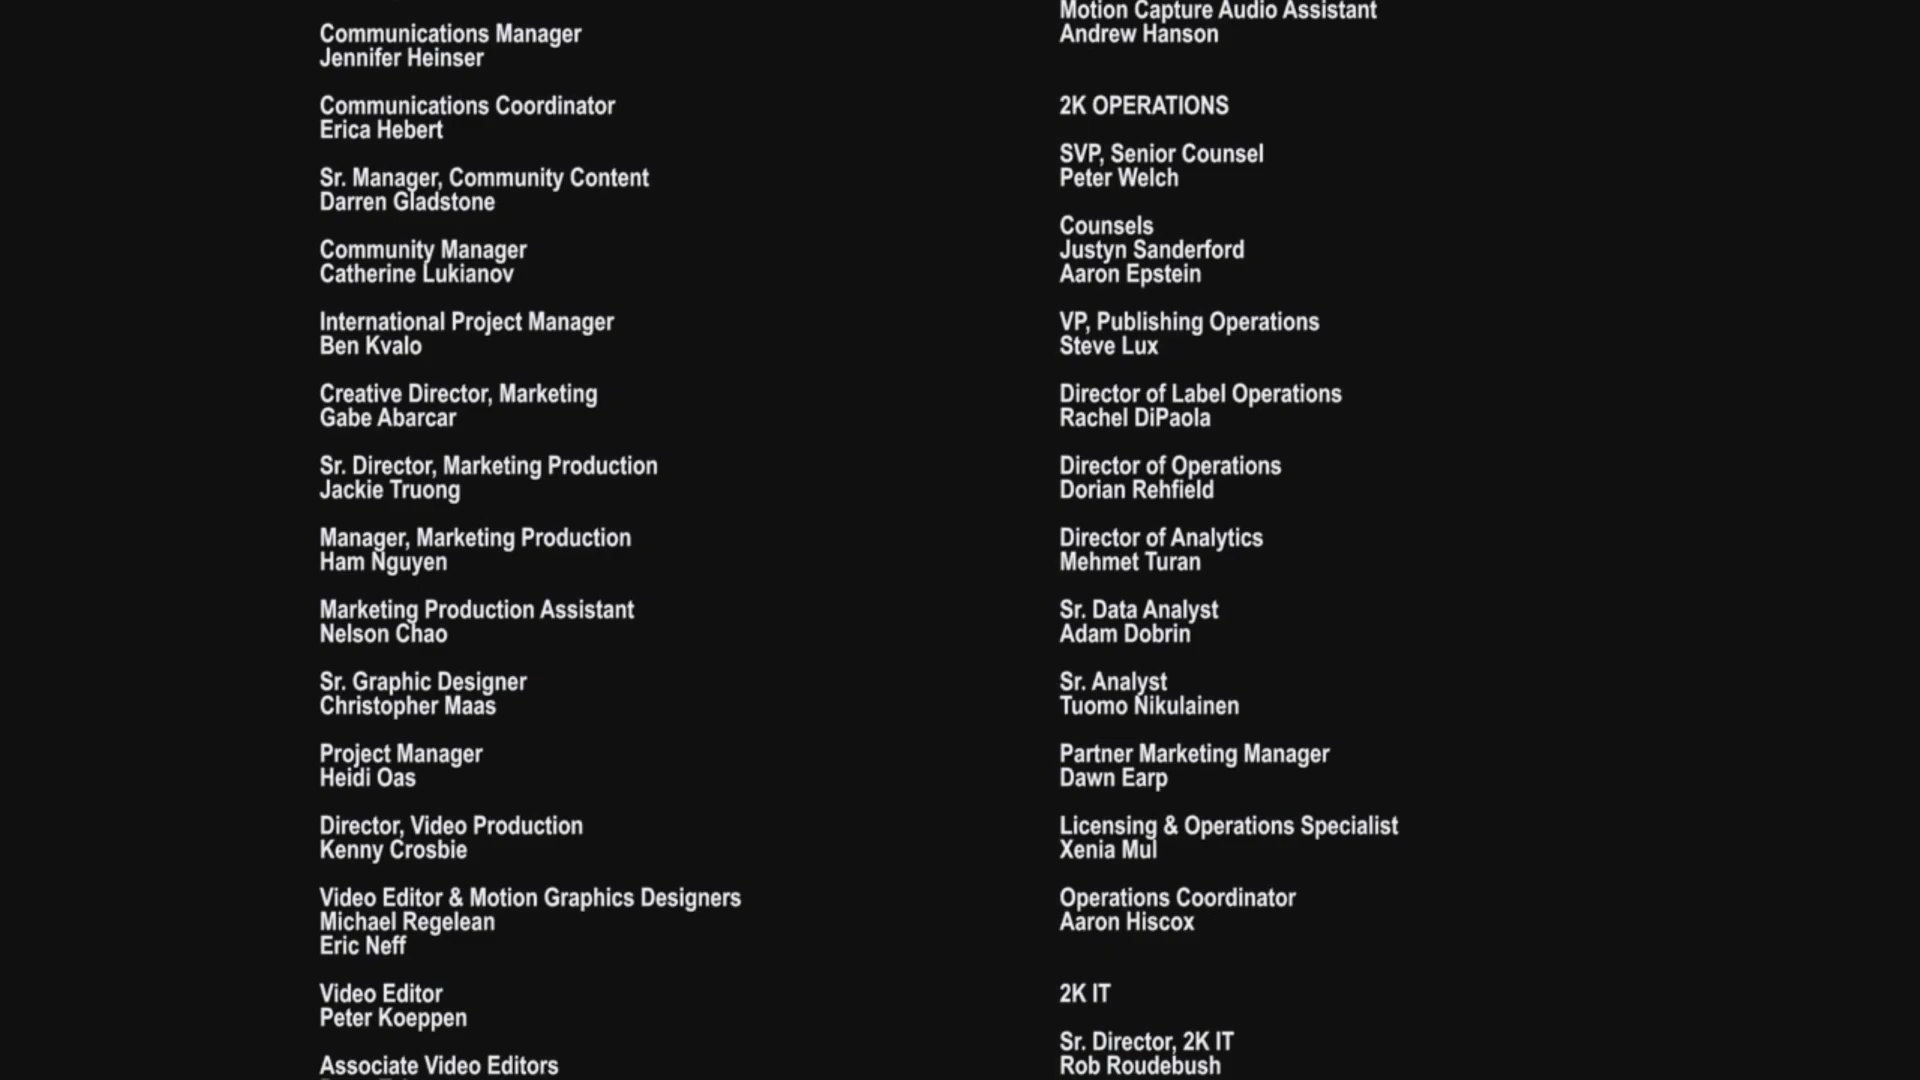 Communications Manager
Jennifer Heinser
Communications Coordinator
Erica Hebert
Sr. Manager, Community Content
Darren Gladstone
Community Manager
Catherine Lukianov
International Project Manager
Ben Kvalo
Creative Director, Marketing
Gabe Abarcar
Sr. Director, Marketing Production
Jackie Truong
Manager, Marketing Production
Ham Nguyen
Marketing Production Assistant
Nelson Chao
Sr. Graphic Designer
Christopher Maas
Project Manager
Heidi Oas
Director, Video Production
Kenny Crosbie
Video Editor & Motion Graphics Designers
Michael Regelean
Eric Neff
Video Editor
Peter Koeppen
Associate Video Editors
Motion Capture Audio Assistant
Andrew Hanson
2K OPERATIONS
SVP, Senior Counsel
Peter Welch
Counsels
Justyn Sanderford
Aaron Epstein
VP, Publishing Operations
Steve Lux
Director of Label Operations
Rachel DiPaola
Director of Operations
Dorian Rehfield
Director of Analytics
Mehmet Turan
Sr. Data Analyst
Adam Dobrin
Sr. Analyst
Tuomo Nikulainen
Partner Marketing Manager
Dawn Earp
Licensing & Operations Specialist
Xenia Mul
Operations Coordinator
Aaron Hiscox
2K IT
Sr. Director, 2K IT
Rob Roudebush